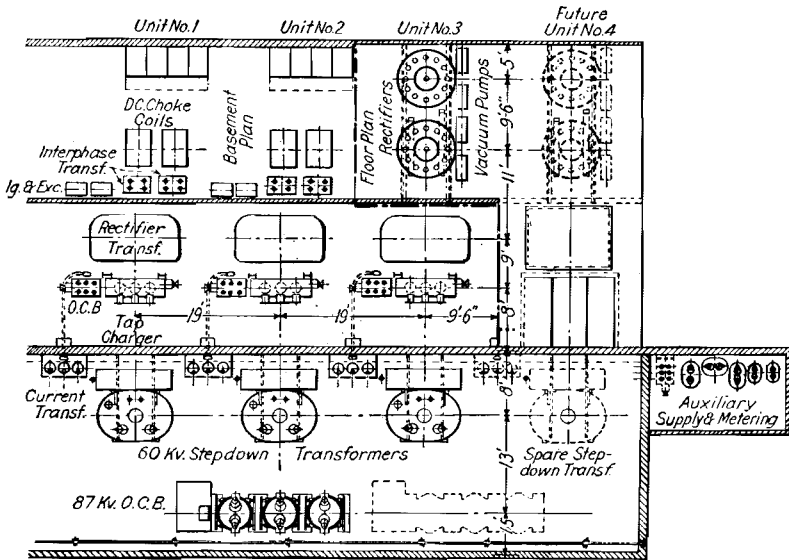 Unit No.1
Unit No.2
Unit No.3
Future
Unit No.4
D.C. Choke
Coils
Basement
Plan
Floor Plan
Rectifiers
Vacuum Pumps
5'
9'6"
11'
Interphase
Transf.
Ig. & Exc.
Rectifier
Transf.
9'
O.C.B
19'
19'
9'6"
8'
Tap
Charger
Current
Transf.
8'
Auxiliary
Supply & Metering
60 Kv. Stepdown Transformers
Spare Step-
down Transf.
13'
87 Kv. O.C.B.
5'